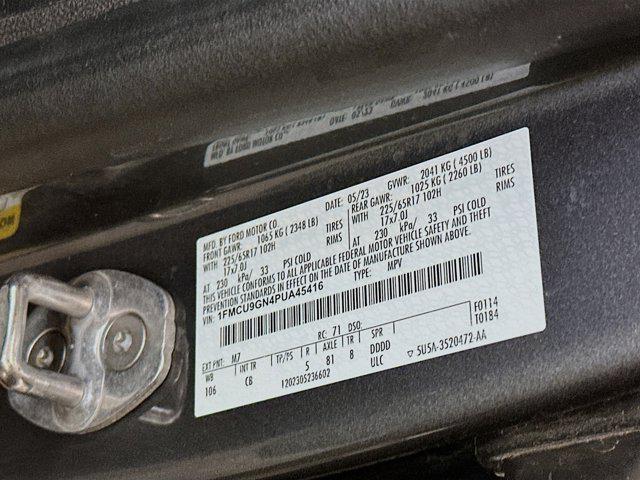 MFD. BY FORD MOTOR CO.
DATE: 05/23 GVWR: 2041 KG (4500 LB)
FRONT GAWR: 1065 KG (2348 LB) REAR GAWR: 1025 KG (2260 LB)
WITH 225/65R17 102H TIRES WITH 225/65R17 102H TIRES
17x7.0J RIMS 17x7.0J RIMS
AT 230 kPa/ 33 PSI COLD AT 230 kPa/ 33 PSI COLD
THIS VEHICLE CONFORMS TO ALL APPLICABLE FEDERAL MOTOR VEHICLE SAFETY AND THEFT
PREVENTION STANDARDS IN EFFECT ON THE DATE OF MANUFACTURE SHOWN ABOVE.
VIN: 1FMCU9GN4PUA45416 TYPE: MPV
F0114
T0184
EXT PNT: M7 RC: 71 DSO:
WB INT TR TP/PS R AXLE TR SPR
106 CB 5 81 8 DDDD
1202305236602 ULC ▽ 5U5A-3520472-AA